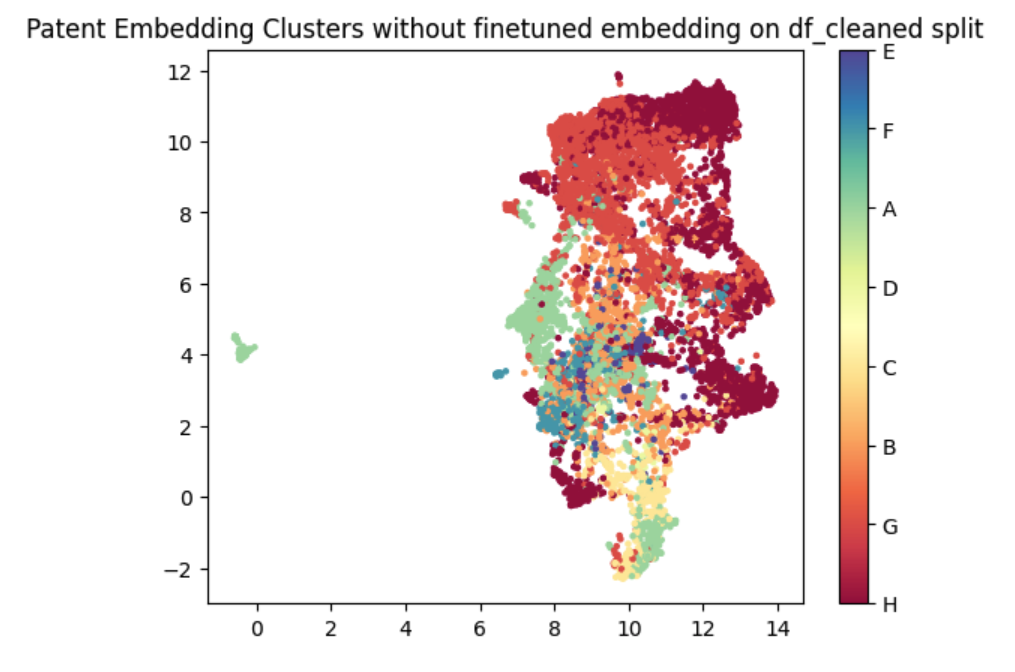 Patent Embedding Clusters without finetuned embedding on df_cleaned split
12
10
8
6
4
2
0
−2
0 2 4 6 8 10 12 14
E
F
A
D
C
B
G
H